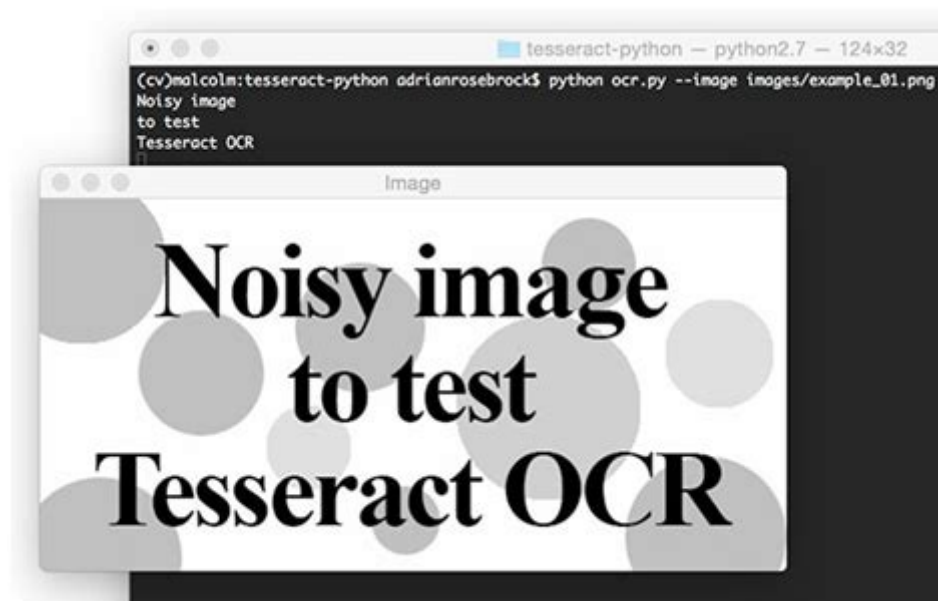 tesseract-python — python2.7 — 124×32
(cv)malcolm:tesseract-python adrianrosebrock$ python ocr.py --image images/example_01.png
Noisy image
to test
Tesseract OCR
Image
Noisy image
to test
Tesseract OCR